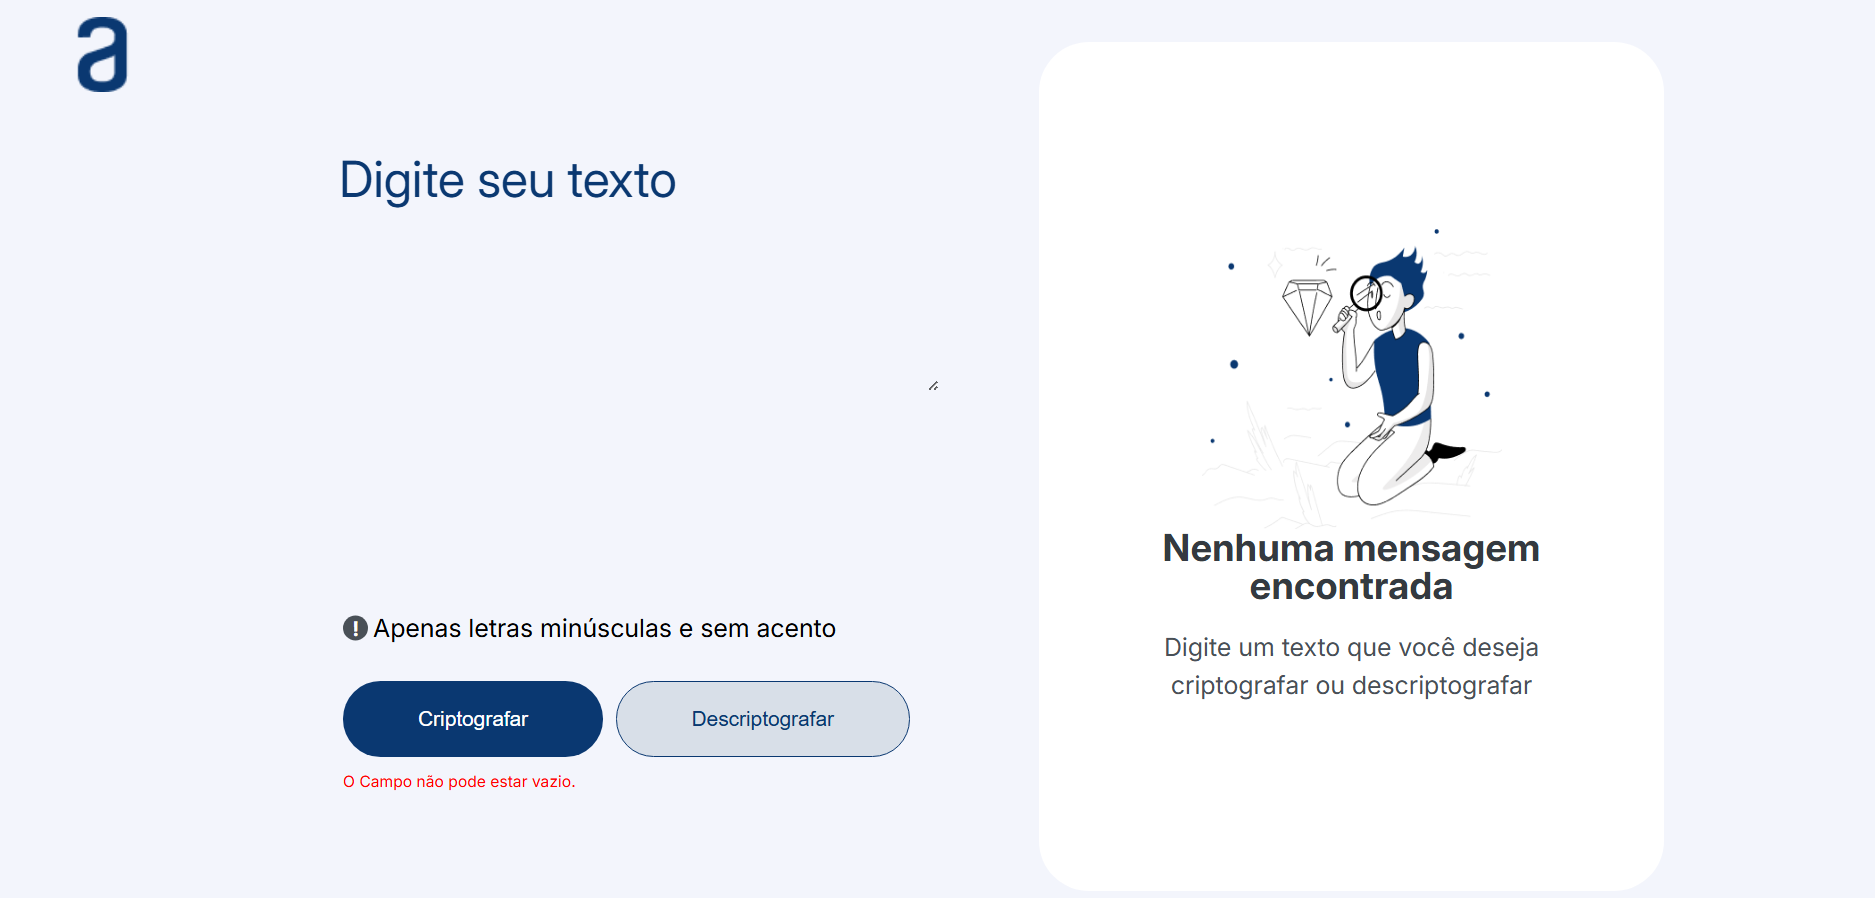 a
Digite seu texto
Apenas letras minúsculas e sem acento
Criptografar
Descriptografar
O Campo não pode estar vazio.
Nenhuma mensagem
encontrada
Digite um texto que você deseja
criptografar ou descriptografar